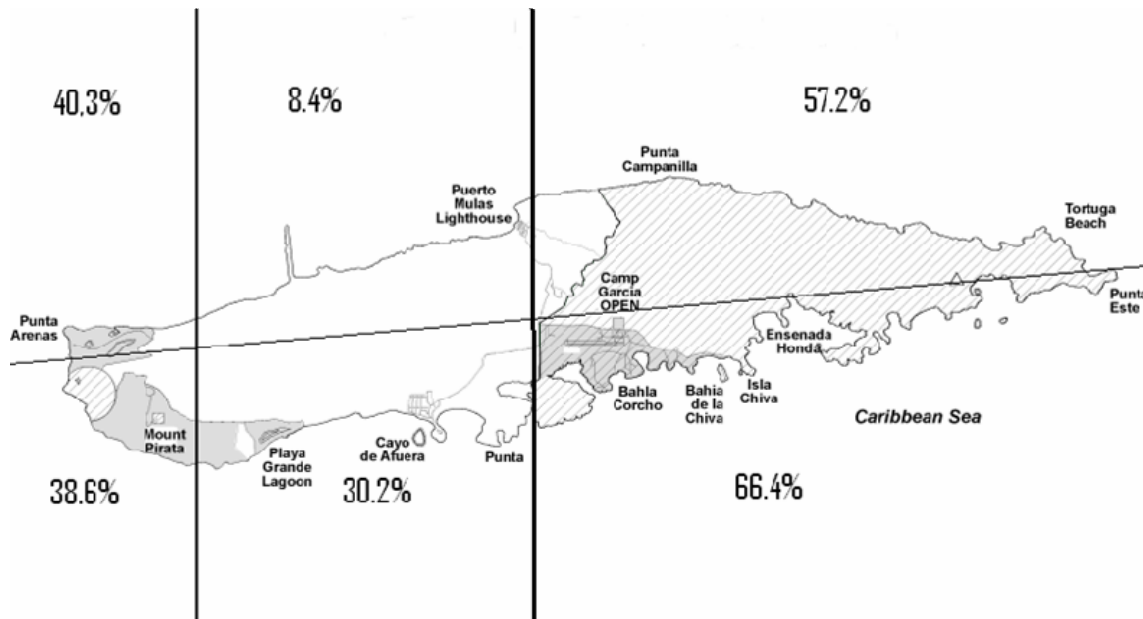 40,3%
8.4%
57.2%
Punta
Campanilla
Puerto
Mulas
Lighthouse
Tortuga
Beach
Camp
Garcia
OPEN
Punta
Este
Punta
Arenas
Ensenada
Honda
Isla
Chiva
Bahia
de la
Chiva
Bahia
Corcho
Caribbean Sea
Mount
Pirata
Playa
Grande
Lagoon
Cayo
de Afuera
Punta
38.6%
30.2%
66.4%